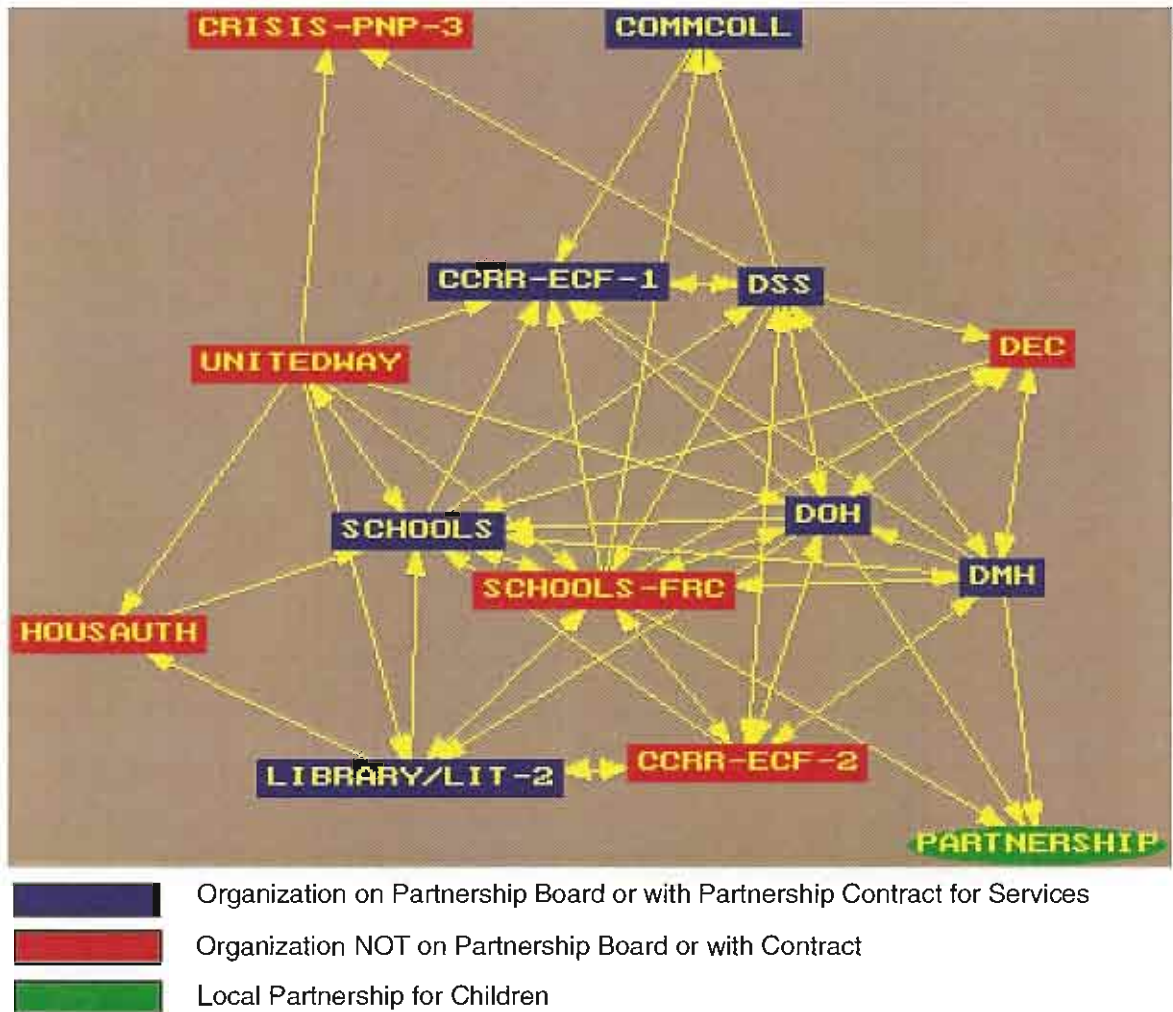 CRISIS-PNP-3
COMMCOLL
CCRR-ECF-1
DSS
DEC
UNITEDWAY
DOH
SCHOOLS
DMH
SCHOOLS-FRC
HOUSAUTH
CCRR-ECF-2
LIBRARY/LIT-2
PARTNERSHIP
Organization on Partnership Board or with Partnership Contract for Services
Organization NOT on Partnership Board or with Contract
Local Partnership for Children